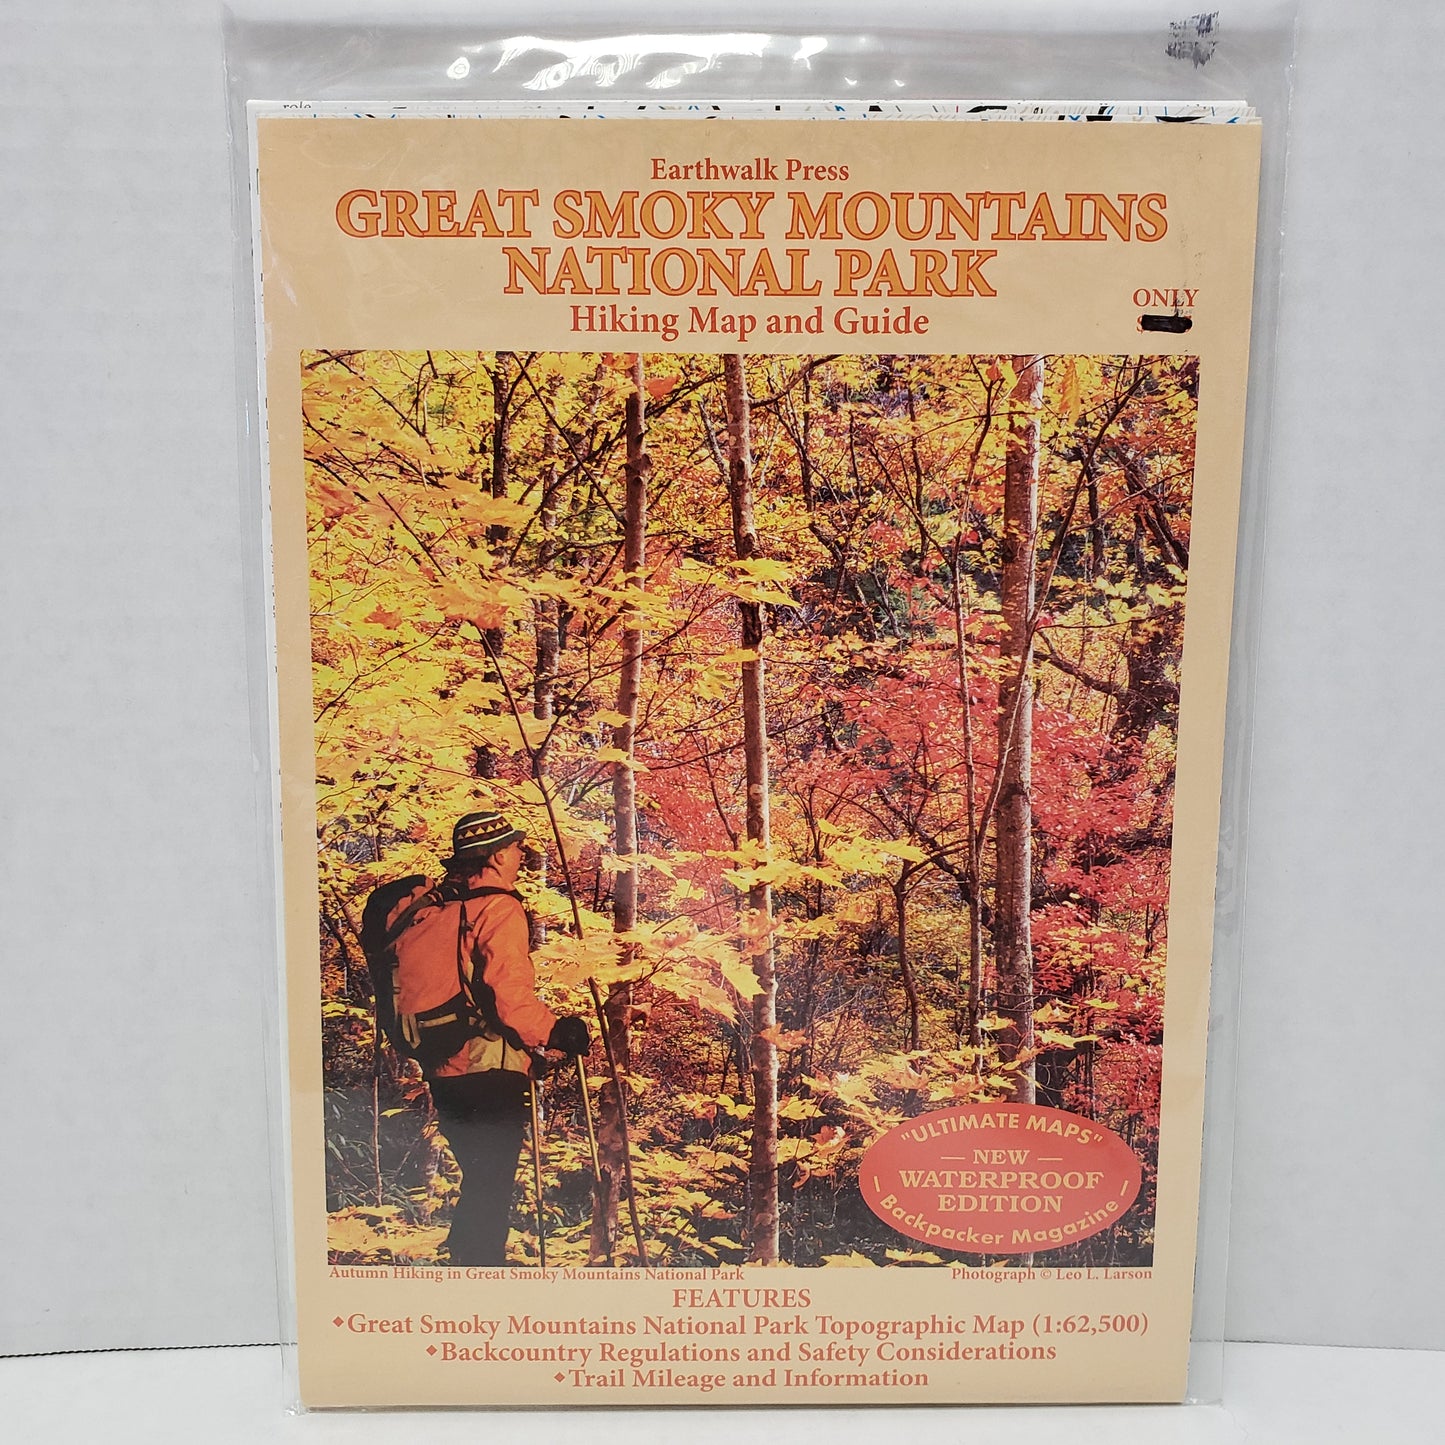 role
Earthwalk Press
GREAT SMOKY MOUNTAINS
NATIONAL PARK
Hiking Map and Guide
ONLY
$
"ULTIMATE MAPS"
— NEW —
WATERPROOF
EDITION
— Backpacker Magazine —
Autumn Hiking in Great Smoky Mountains National Park
Photograph © Leo L. Larson
FEATURES
◆Great Smoky Mountains National Park Topographic Map (1:62,500)
◆Backcountry Regulations and Safety Considerations
◆Trail Mileage and Information